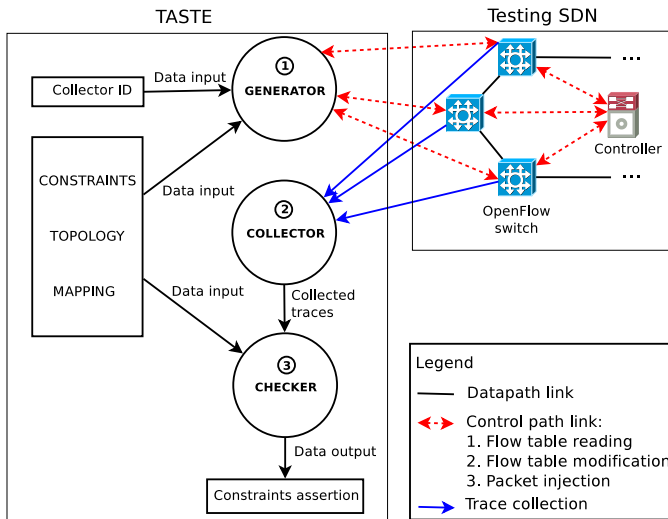 TASTE
Testing SDN
1
GENERATOR
Collector ID
Data input
CONSTRAINTS
TOPOLOGY
MAPPING
Data input
Data input
2
COLLECTOR
Collected
traces
3
CHECKER
Data output
Constraints assertion
...
Controller
...
OpenFlow
switch
Legend
Datapath link
Control path link:
1. Flow table reading
2. Flow table modification
3. Packet injection
Trace collection